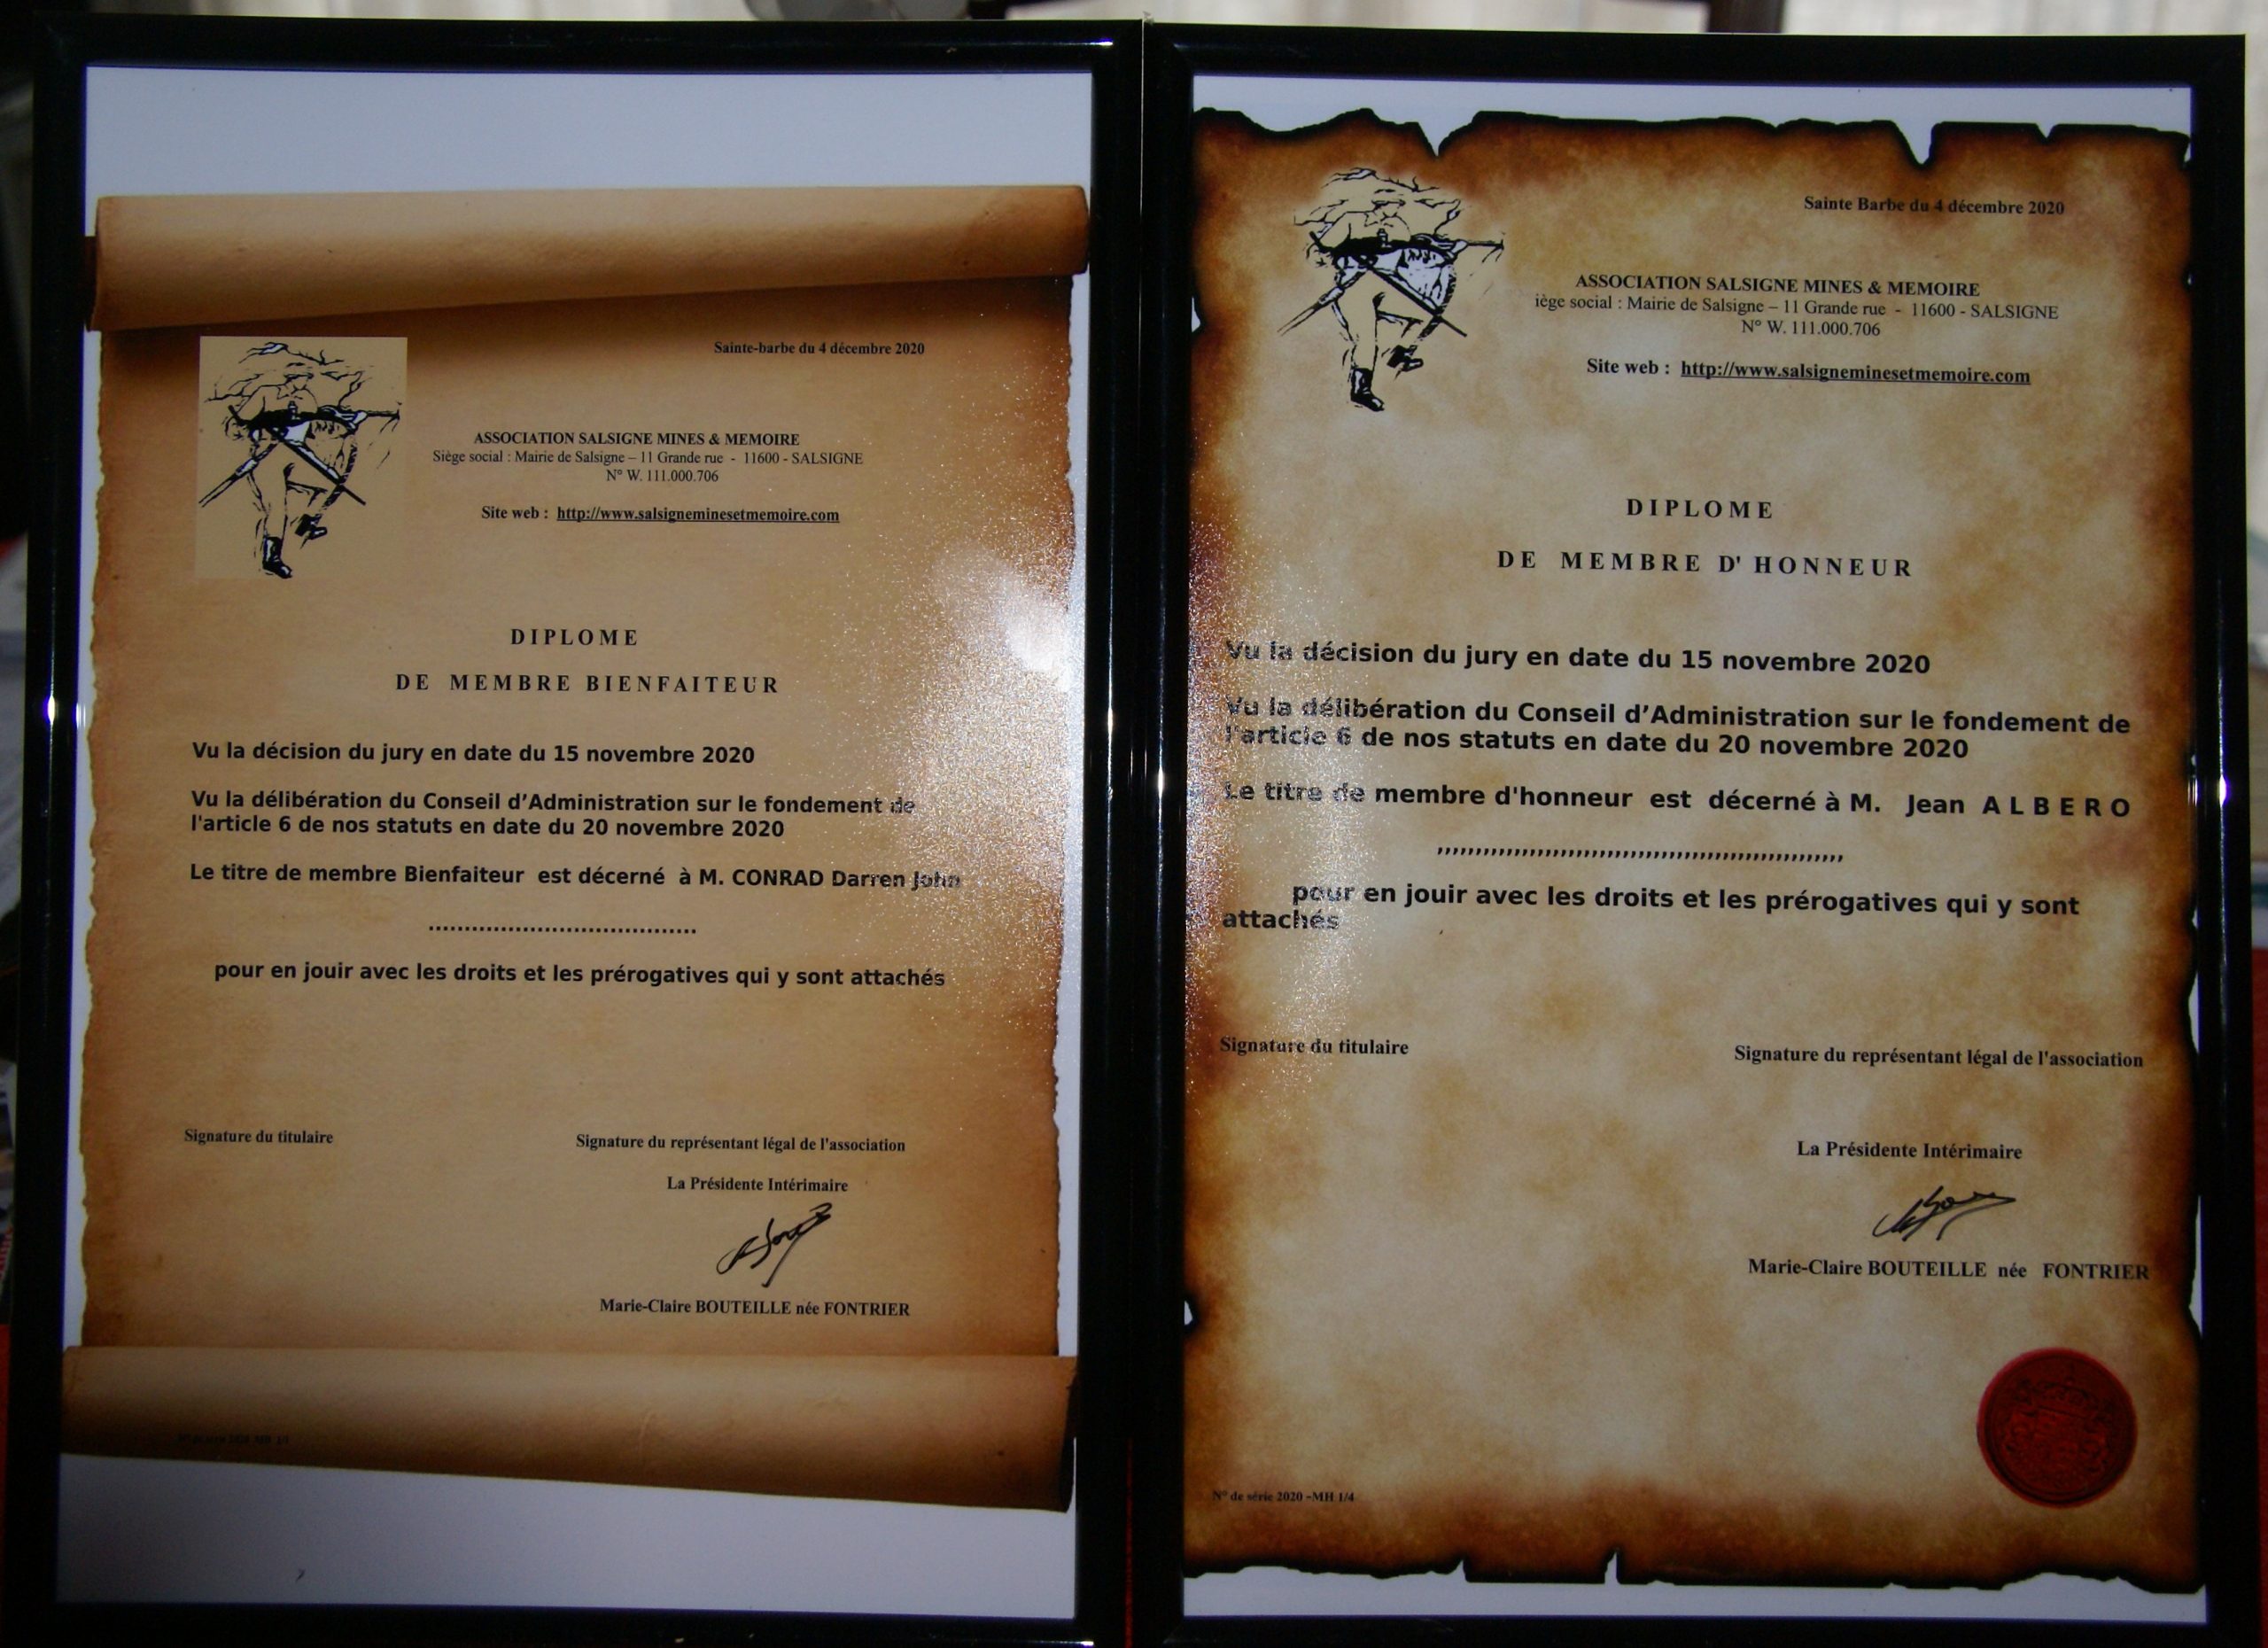 Sainte-barbe du 4 décembre 2020
ASSOCIATION SALSIGNE MINES & MEMOIRE
Siège social : Mairie de Salsigne – 11 Grande rue - 11600 - SALSIGNE
N° W. 111.000.706
Site web : http://www.salsigneminesetmemoire.com
DIPLOME
DE MEMBRE BIENFAITEUR
Vu la décision du jury en date du 15 novembre 2020
Vu la délibération du Conseil d’Administration sur le fondement de
l'article 6 de nos statuts en date du 20 novembre 2020
Le titre de membre Bienfaiteur est décerné à M. CONRAD Darren John
.....................................
pour en jouir avec les droits et les prérogatives qui y sont attachés
Signature du titulaire
Signature du représentant légal de l'association
La Présidente Intérimaire
Marie-Claire BOUTEILLE née FONTRIER
Sainte Barbe du 4 décembre 2020
ASSOCIATION SALSIGNE MINES & MEMOIRE
iège social : Mairie de Salsigne – 11 Grande rue - 11600 - SALSIGNE
N° W. 111.000.706
Site web : http://www.salsigneminesetmemoire.com
DIPLOME
DE MEMBRE D' HONNEUR
Vu la décision du jury en date du 15 novembre 2020
Vu la délibération du Conseil d’Administration sur le fondement de
l'article 6 de nos statuts en date du 20 novembre 2020
Le titre de membre d'honneur est décerné à M. Jean ALBERO
,,,,,,,,,,,,,,,,,,,,,,,,,,,,,,,,,,,,,,,,,,,,,,,,,,,,,
pour en jouir avec les droits et les prérogatives qui y sont
attachés
Signature du titulaire
Signature du représentant légal de l'association
La Présidente Intérimaire
Marie-Claire BOUTEILLE née FONTRIER
N° de série 2020 -MH 1/4